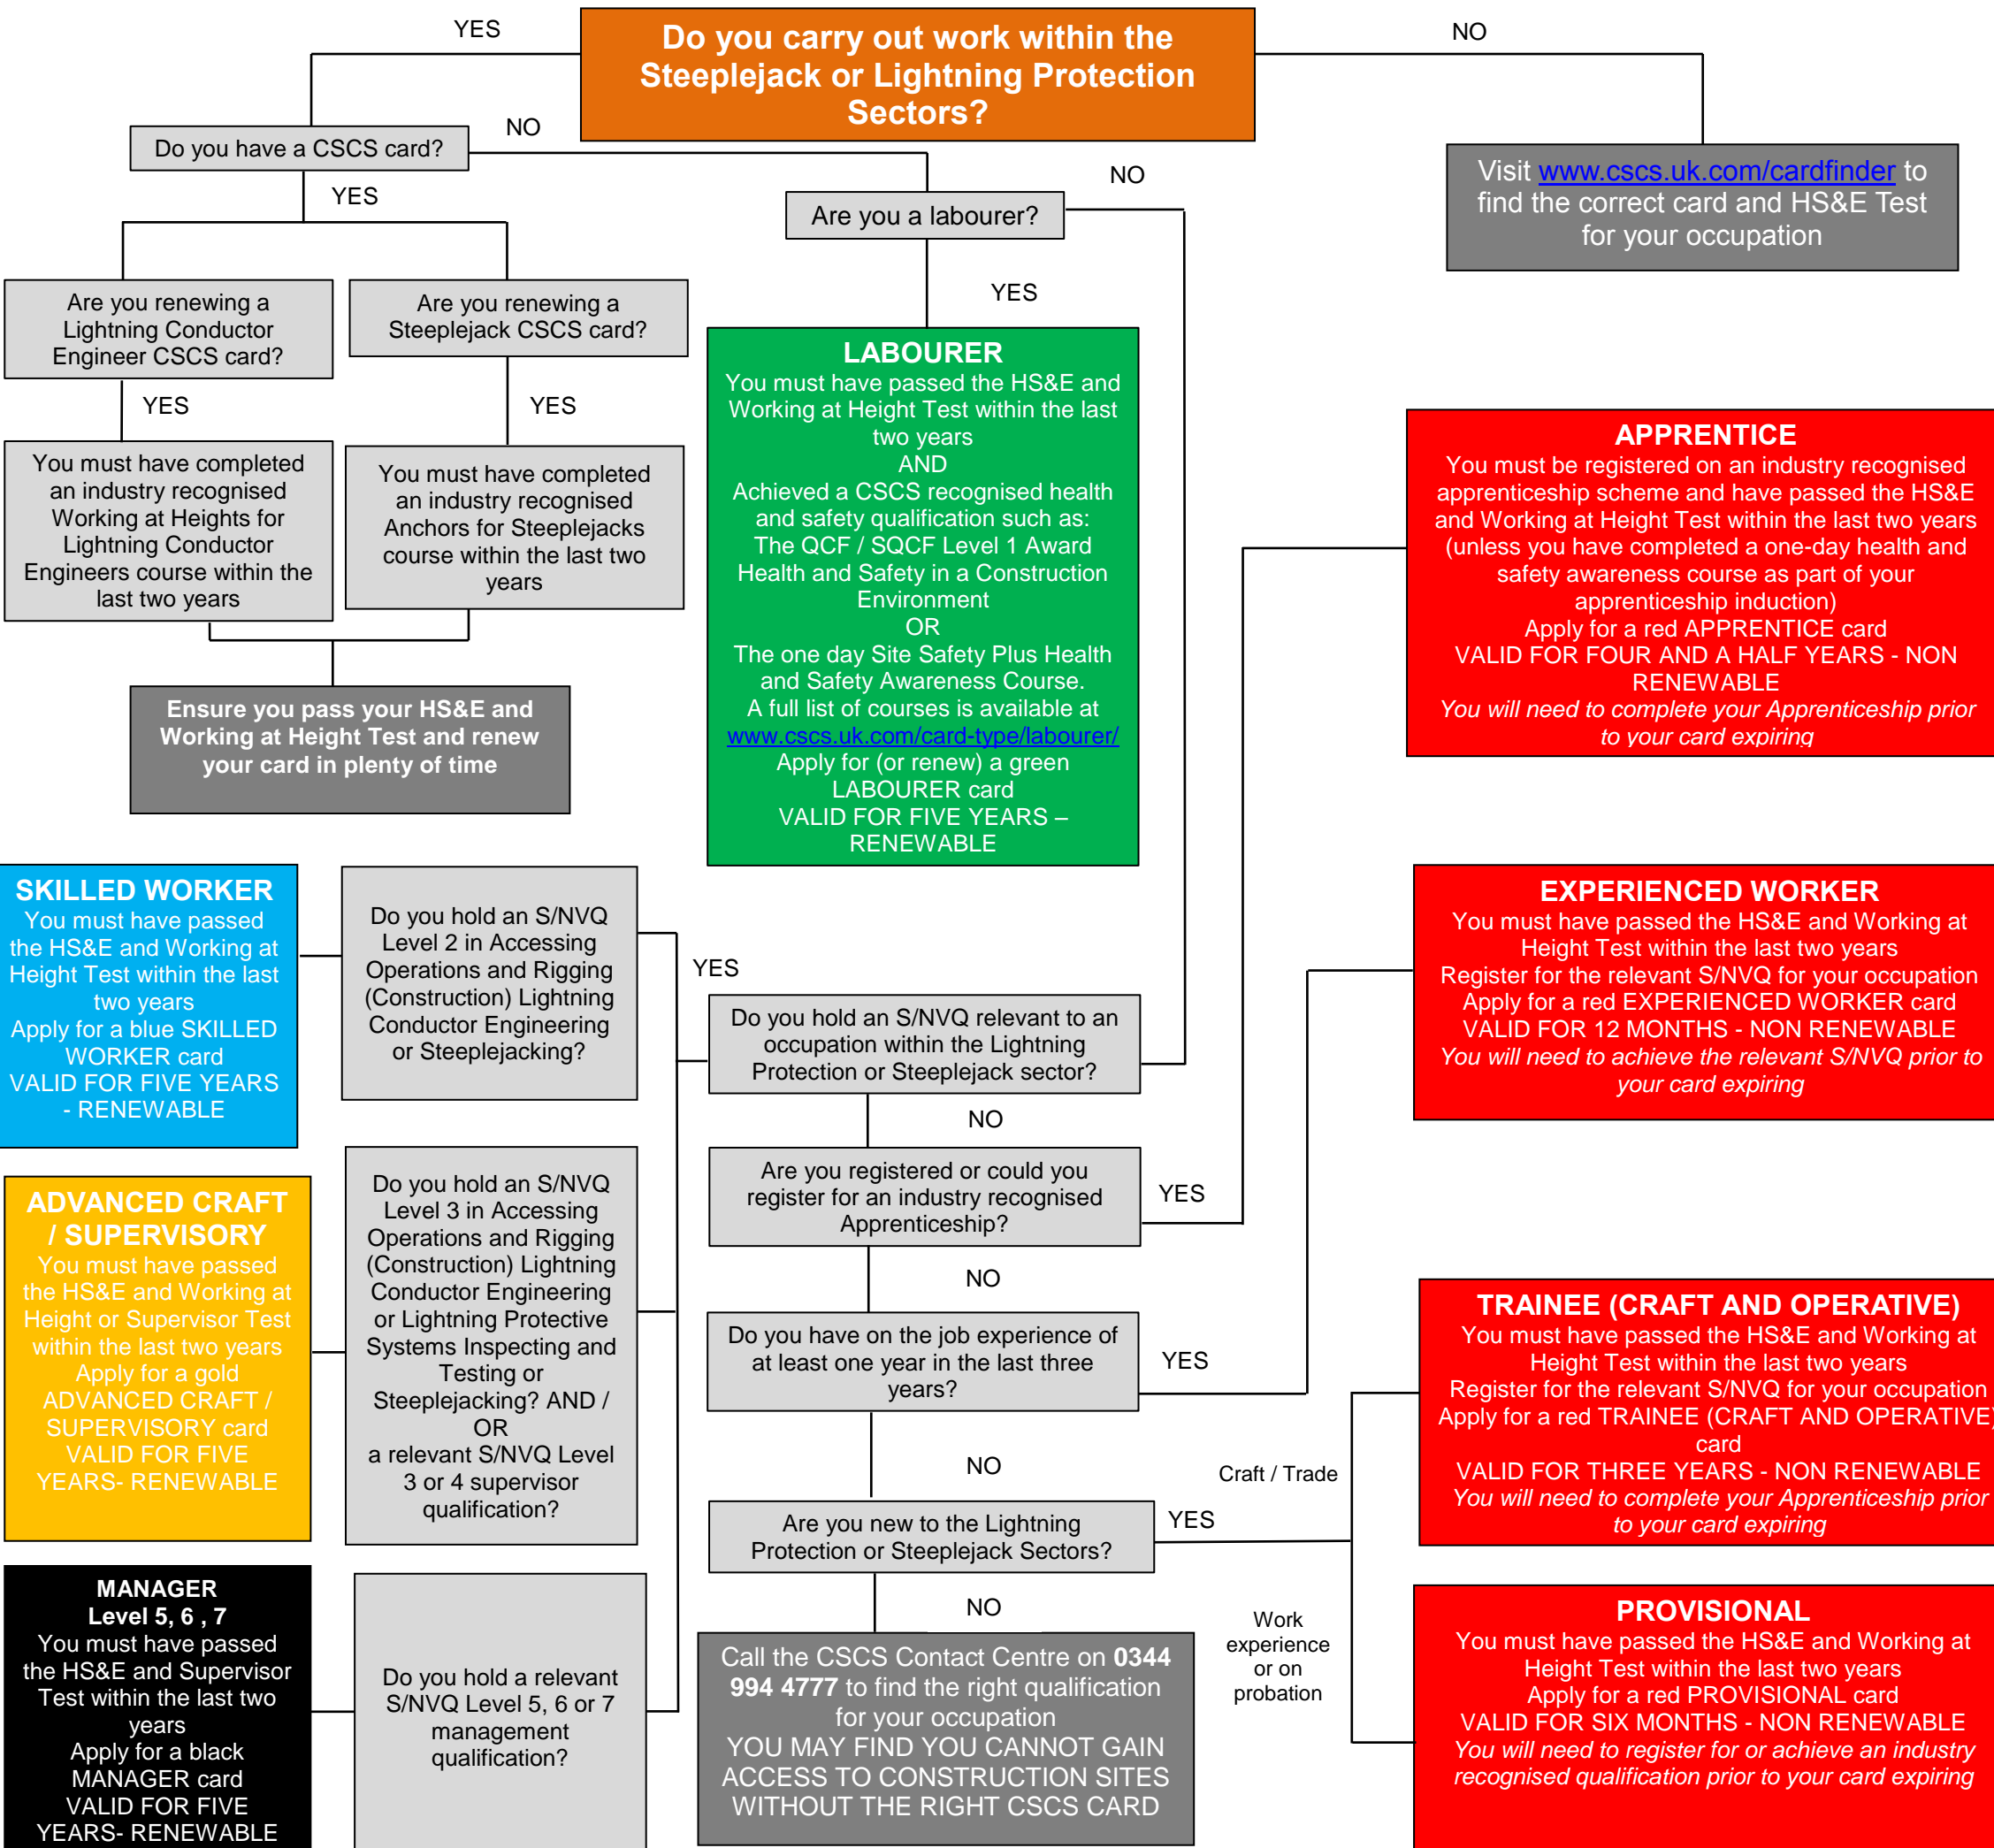 YES
Do you carry out work within the
Steeplejack or Lightning Protection
Sectors?
NO
Do you have a CSCS card?
NO
YES
Are you a labourer?
NO
Visit www.cscs.uk.com/cardfinder to
find the correct card and HS&E Test
for your occupation
Are you renewing a
Lightning Conductor
Engineer CSCS card?
Are you renewing a
Steeplejack CSCS card?
YES
YES
YES
You must have completed
an industry recognised
Working at Heights for
Lightning Conductor
Engineers course within the
last two years
You must have completed
an industry recognised
Anchors for Steeplejacks
course within the last two
years
Ensure you pass your HS&E and
Working at Height Test and renew
your card in plenty of time
LABOURER
You must have passed the HS&E and
Working at Height Test within the last
two years
AND
Achieved a CSCS recognised health
and safety qualification such as:
The QCF / SQCF Level 1 Award
Health and Safety in a Construction
Environment
OR
The one day Site Safety Plus Health
and Safety Awareness Course.
A full list of courses is available at
www.cscs.uk.com/card-type/labourer/
Apply for (or renew) a green
LABOURER card
VALID FOR FIVE YEARS –
RENEWABLE
APPRENTICE
You must be registered on an industry recognised
apprenticeship scheme and have passed the HS&E
and Working at Height Test within the last two years
(unless you have completed a one-day health and
safety awareness course as part of your
apprenticeship induction)
Apply for a red APPRENTICE card
VALID FOR FOUR AND A HALF YEARS - NON
RENEWABLE
You will need to complete your Apprenticeship prior
to your card expiring
SKILLED WORKER
You must have passed
the HS&E and Working at
Height Test within the last
two years
Apply for a blue SKILLED
WORKER card
VALID FOR FIVE YEARS
- RENEWABLE
Do you hold an S/NVQ
Level 2 in Accessing
Operations and Rigging
(Construction) Lightning
Conductor Engineering
or Steeplejacking?
YES
Do you hold an S/NVQ relevant to an
occupation within the Lightning
Protection or Steeplejack sector?
EXPERIENCED WORKER
You must have passed the HS&E and Working at
Height Test within the last two years
Register for the relevant S/NVQ for your occupation
Apply for a red EXPERIENCED WORKER card
VALID FOR 12 MONTHS - NON RENEWABLE
You will need to achieve the relevant S/NVQ prior to
your card expiring
NO
Are you registered or could you
register for an industry recognised
Apprenticeship?
YES
ADVANCED CRAFT
/ SUPERVISORY
You must have passed
the HS&E and Working at
Height or Supervisor Test
within the last two years
Apply for a gold
ADVANCED CRAFT /
SUPERVISORY card
VALID FOR FIVE
YEARS- RENEWABLE
Do you hold an S/NVQ
Level 3 in Accessing
Operations and Rigging
(Construction) Lightning
Conductor Engineering
or Lightning Protective
Systems Inspecting and
Testing or
Steeplejacking? AND /
OR
a relevant S/NVQ Level
3 or 4 supervisor
qualification?
NO
Do you have on the job experience of
at least one year in the last three
years?
YES
TRAINEE (CRAFT AND OPERATIVE)
You must have passed the HS&E and Working at
Height Test within the last two years
Register for the relevant S/NVQ for your occupation
Apply for a red TRAINEE (CRAFT AND OPERATIVE)
card
VALID FOR THREE YEARS - NON RENEWABLE
You will need to complete your Apprenticeship prior
to your card expiring
NO
Craft / Trade
Are you new to the Lightning
Protection or Steeplejack Sectors?
YES
MANAGER
Level 5, 6 , 7
You must have passed
the HS&E and Supervisor
Test within the last two
years
Apply for a black
MANAGER card
VALID FOR FIVE
YEARS- RENEWABLE
Do you hold a relevant
S/NVQ Level 5, 6 or 7
management
qualification?
NO
Call the CSCS Contact Centre on 0344
994 4777 to find the right qualification
for your occupation
YOU MAY FIND YOU CANNOT GAIN
ACCESS TO CONSTRUCTION SITES
WITHOUT THE RIGHT CSCS CARD
Work
experience
or on
probation
PROVISIONAL
You must have passed the HS&E and Working at
Height Test within the last two years
Apply for a red PROVISIONAL card
VALID FOR SIX MONTHS - NON RENEWABLE
You will need to register for or achieve an industry
recognised qualification prior to your card expiring